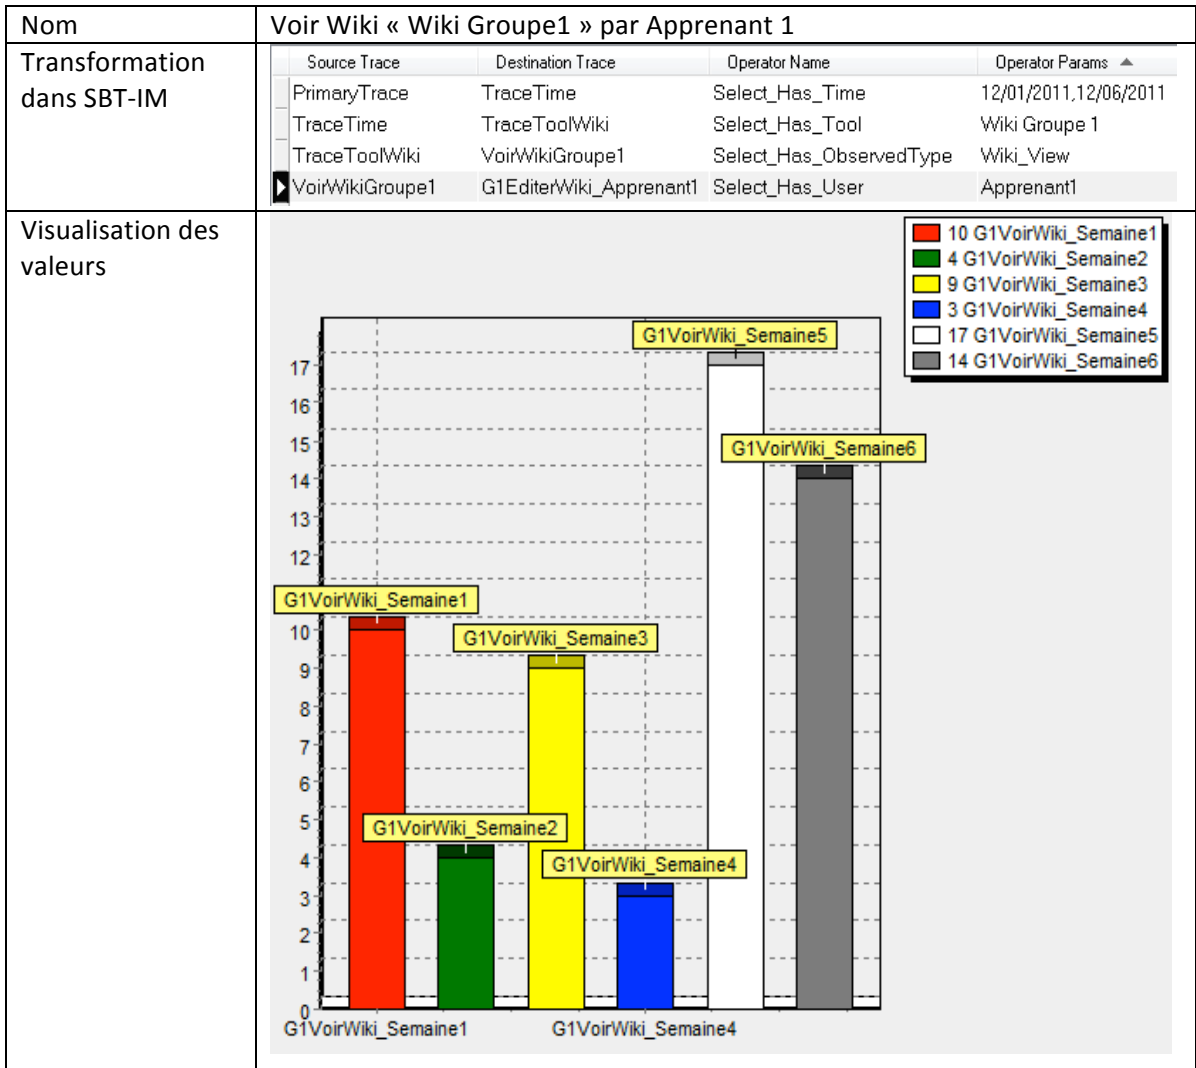 Nom
Voir Wiki « Wiki Groupe1 » par Apprenant 1
Transformation
dans SBT-IM
Source Trace Destination Trace Operator Name Operator Params
PrimaryTrace TraceTime Select_Has_Time 12/01/2011,12/06/2011
TraceTime TraceToolWiki Select_Has_Tool Wiki Groupe 1
TraceToolWiki VoirWikiGroupe1 Select_Has_ObservedType Wiki_View
VoirWikiGroupe1 G1EditerWiki_Apprenant1 Select_Has_User Apprenant1
Visualisation des
valeurs
10 G1VoirWiki_Semaine1
4 G1VoirWiki_Semaine2
9 G1VoirWiki_Semaine3
3 G1VoirWiki_Semaine4
17 G1VoirWiki_Semaine5
14 G1VoirWiki_Semaine6
G1VoirWiki_Semaine5
17
16
15
G1VoirWiki_Semaine6
14
13
12
G1VoirWiki_Semaine1
10
G1VoirWiki_Semaine3
9
8
7
6
5
G1VoirWiki_Semaine2
4
G1VoirWiki_Semaine4
3
2
1
0
G1VoirWiki_Semaine1 G1VoirWiki_Semaine4